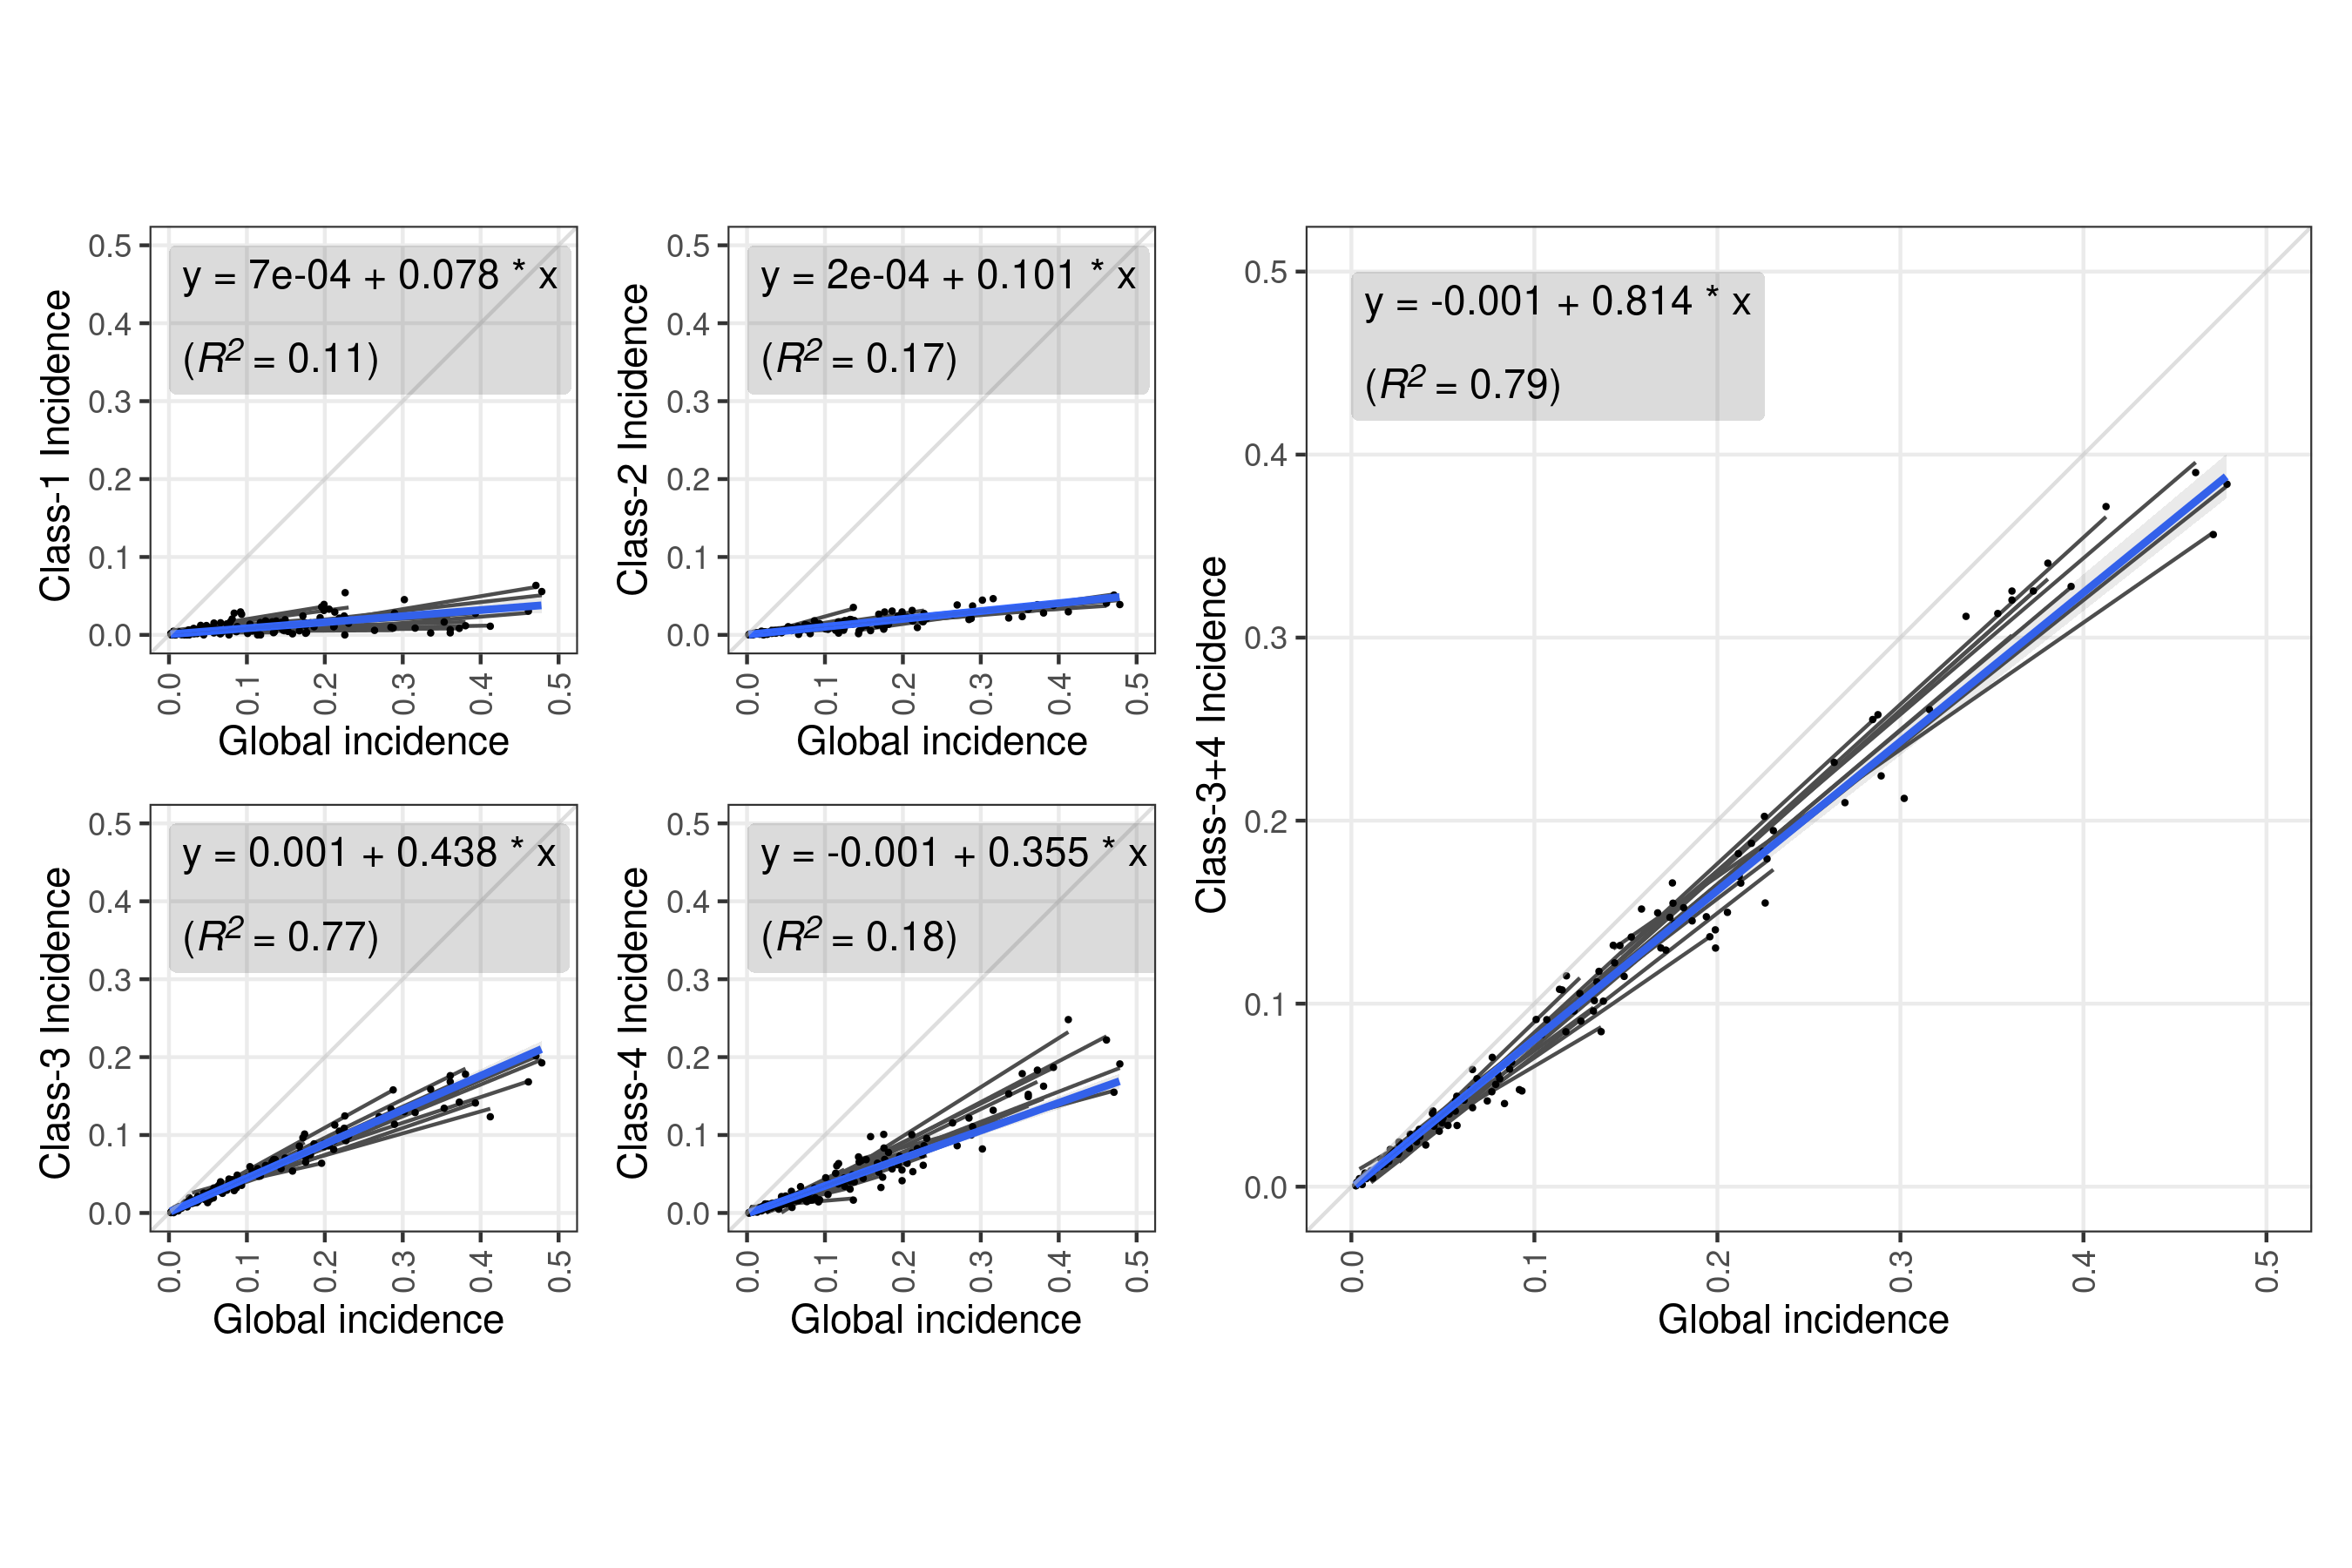 Class-1 Incidence
0.5
0.4
0.3
0.2
0.1
0.0
y = 7e-04 + 0.078 * x
(R² = 0.11)
0.0 0.1 0.2 0.3 0.4 0.5
Global incidence
Class-2 Incidence
0.5
0.4
0.3
0.2
0.1
0.0
y = 2e-04 + 0.101 * x
(R² = 0.17)
0.0 0.1 0.2 0.3 0.4 0.5
Global incidence
Class-3 Incidence
0.5
0.4
0.3
0.2
0.1
0.0
y = 0.001 + 0.438 * x
(R² = 0.77)
0.0 0.1 0.2 0.3 0.4 0.5
Global incidence
Class-4 Incidence
0.5
0.4
0.3
0.2
0.1
0.0
y = -0.001 + 0.355 * x
(R² = 0.18)
0.0 0.1 0.2 0.3 0.4 0.5
Global incidence
Class-3+4 Incidence
0.5
0.4
0.3
0.2
0.1
0.0
y = -0.001 + 0.814 * x
(R² = 0.79)
0.0 0.1 0.2 0.3 0.4 0.5
Global incidence